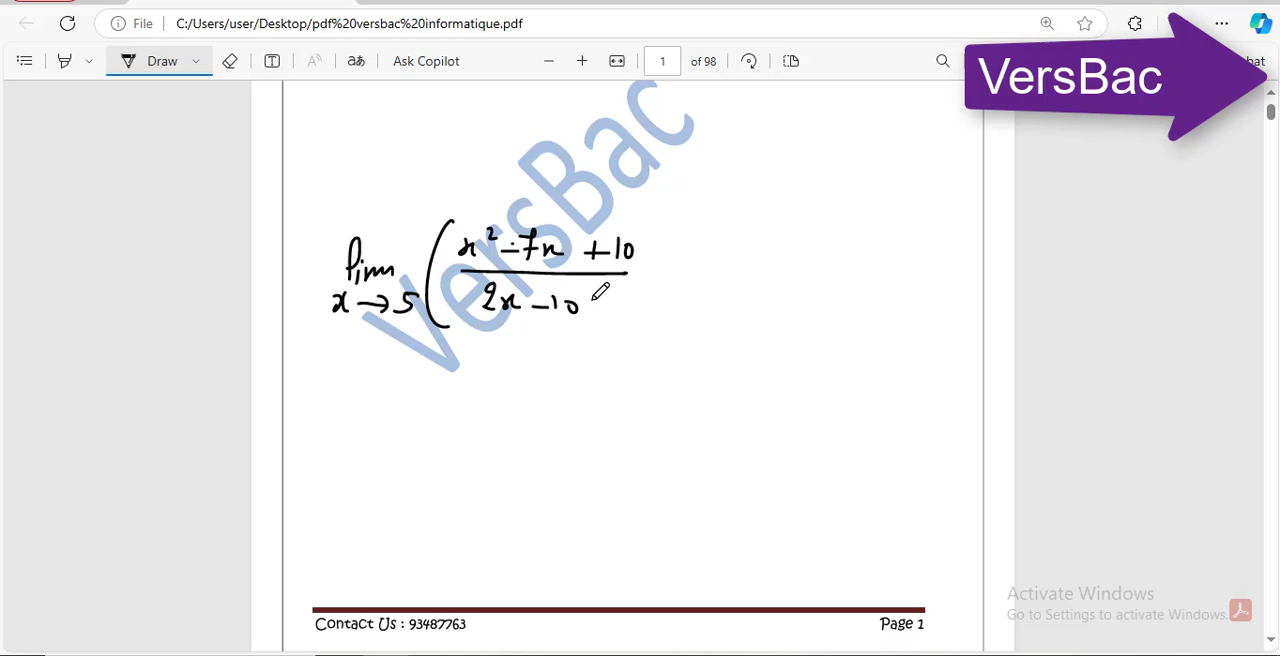 File C:/Users/user/Desktop/pdf%20versbac%20informatique.pdf
Draw Ask Copilot 1 of 98
VersBac
VersBac
lim x→5 ( x² - 7x + 10
2x - 10
Activate Windows
Go to Settings to activate Windows.
Contact Us : 93487763 Page 1